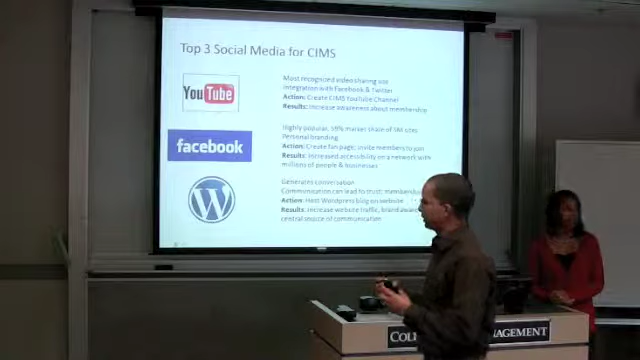 Top 3 Social Media for CIMS
YouTube
Most recognized video sharing site
Integration with Facebook & Twitter
Action: Create CIMS YouTube Channel
Results: Increase awareness about membership
facebook
Highly popular, 59% market share of SM sites
Personal branding
Action: Create fan page; invite members to join
Results: Increased accessibility on a network with
millions of people & businesses
W
Generates conversation
Communication can lead to trust; membership
Action: Host Wordpress blog on website
Results: Increase website traffic, brand
central source of communication
COL
NAGEMENT